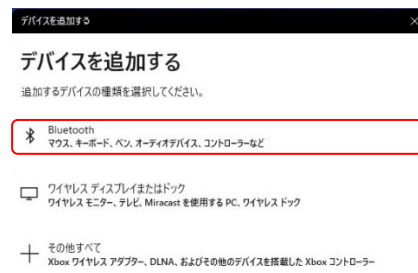 デバイスを追加する
デバイスを追加する
追加するデバイスの種類を選択してください。
Bluetooth
マウス、キーボード、ペン、オーディオデバイス、コントローラーなど
ワイヤレス ディスプレイまたはドック
ワイヤレス モニター、テレビ、Miracast を使用する PC、ワイヤレス ドック
その他すべて
Xbox ワイヤレス アダプター、DLNA、およびその他のデバイスを搭載した Xbox コントローラー